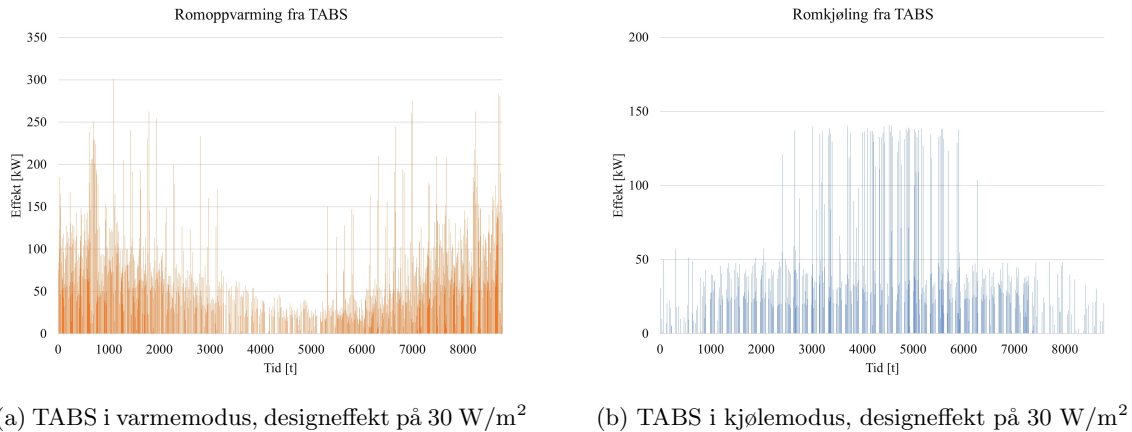 Romoppvarming fra TABS
350
300
250
200
150
100
50
0
Effekt [kW]
0 1000 2000 3000 4000 5000 6000 7000 8000
Tid [t]
(a) TABS i varmemodus, designeffekt på 30 W/m²
Romkjøling fra TABS
200
150
100
50
0
Effekt [kW]
0 1000 2000 3000 4000 5000 6000 7000 8000
Tid [t]
(b) TABS i kjølemodus, designeffekt på 30 W/m²